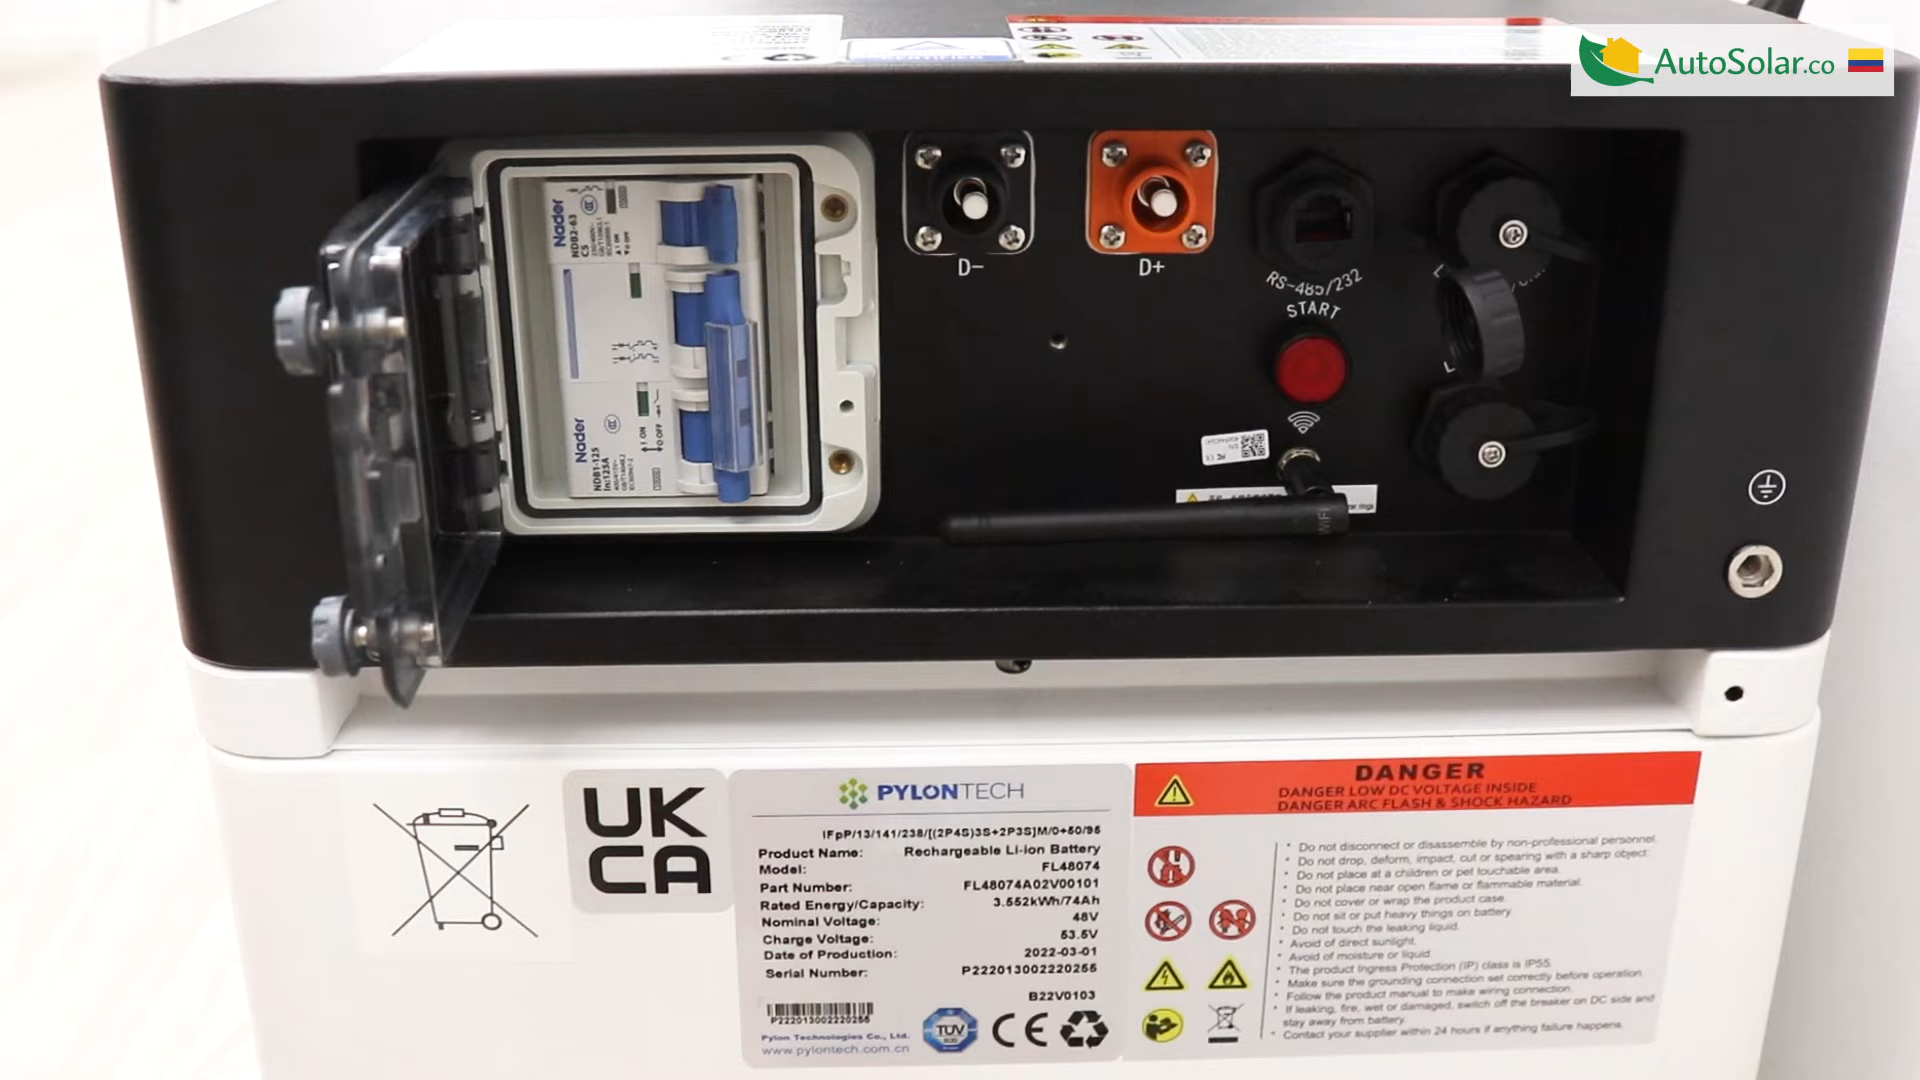 AutoSolar.co
Nader
NDB2-63
C5
D-
D+
RS-485/232
START
Nader
NDB1-125
In:125A
I ON
O OFF
WIFI
UK
CA
PYLONTECH
IFpP/13/141/238/[(2P4S)3S+2P3S]M/0+50/95
Product Name: Rechargeable Li-ion Battery
Model: FL48074
Part Number: FL48074A02V00101
Rated Energy/Capacity: 3.552kWh/74Ah
Nominal Voltage: 48V
Charge Voltage: 53.5V
Date of Production: 2022-03-01
Serial Number: P222013002220255
B22V0103
P222013002220255
Pylon Technologies Co., Ltd.
www.pylontech.com.cn
TÜV
CE
DANGER
DANGER LOW DC VOLTAGE INSIDE
DANGER ARC FLASH & SHOCK HAZARD
* Do not disconnect or disassemble by non-professional personnel.
* Do not drop, deform, impact, cut or spearing with a sharp object.
* Do not place at a children or pet touchable area.
* Do not place near open flame or flammable material.
* Do not cover or wrap the product case.
* Do not sit or put heavy things on battery.
* Do not touch the leaking liquid.
* Avoid of direct sunlight.
* Avoid of moisture or liquid.
* The product Ingress Protection (IP) class is IP55.
* Make sure the grounding connection set correctly before operation.
* Follow the product manual to make wiring connection.
* If leaking, fire, wet or damaged, switch off the breaker on DC side and
stay away from battery.
* Contact your supplier within 24 hours if anything failure happens.